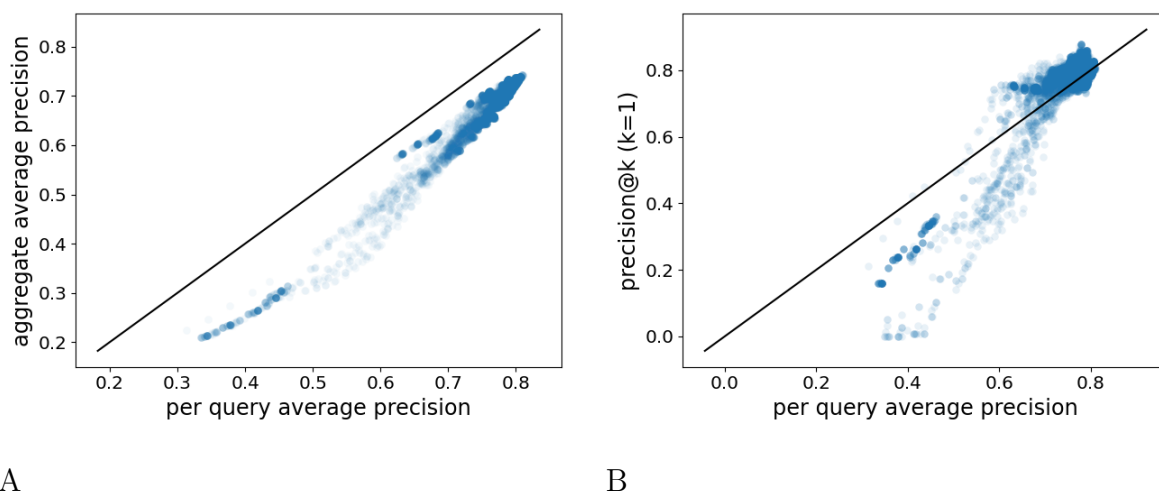 aggregate average precision
0.8
0.7
0.6
0.5
0.4
0.3
0.2
0.2 0.3 0.4 0.5 0.6 0.7 0.8
per query average precision
A
precision@k (k=1)
0.8
0.6
0.4
0.2
0.0
0.0 0.2 0.4 0.6 0.8
per query average precision
B